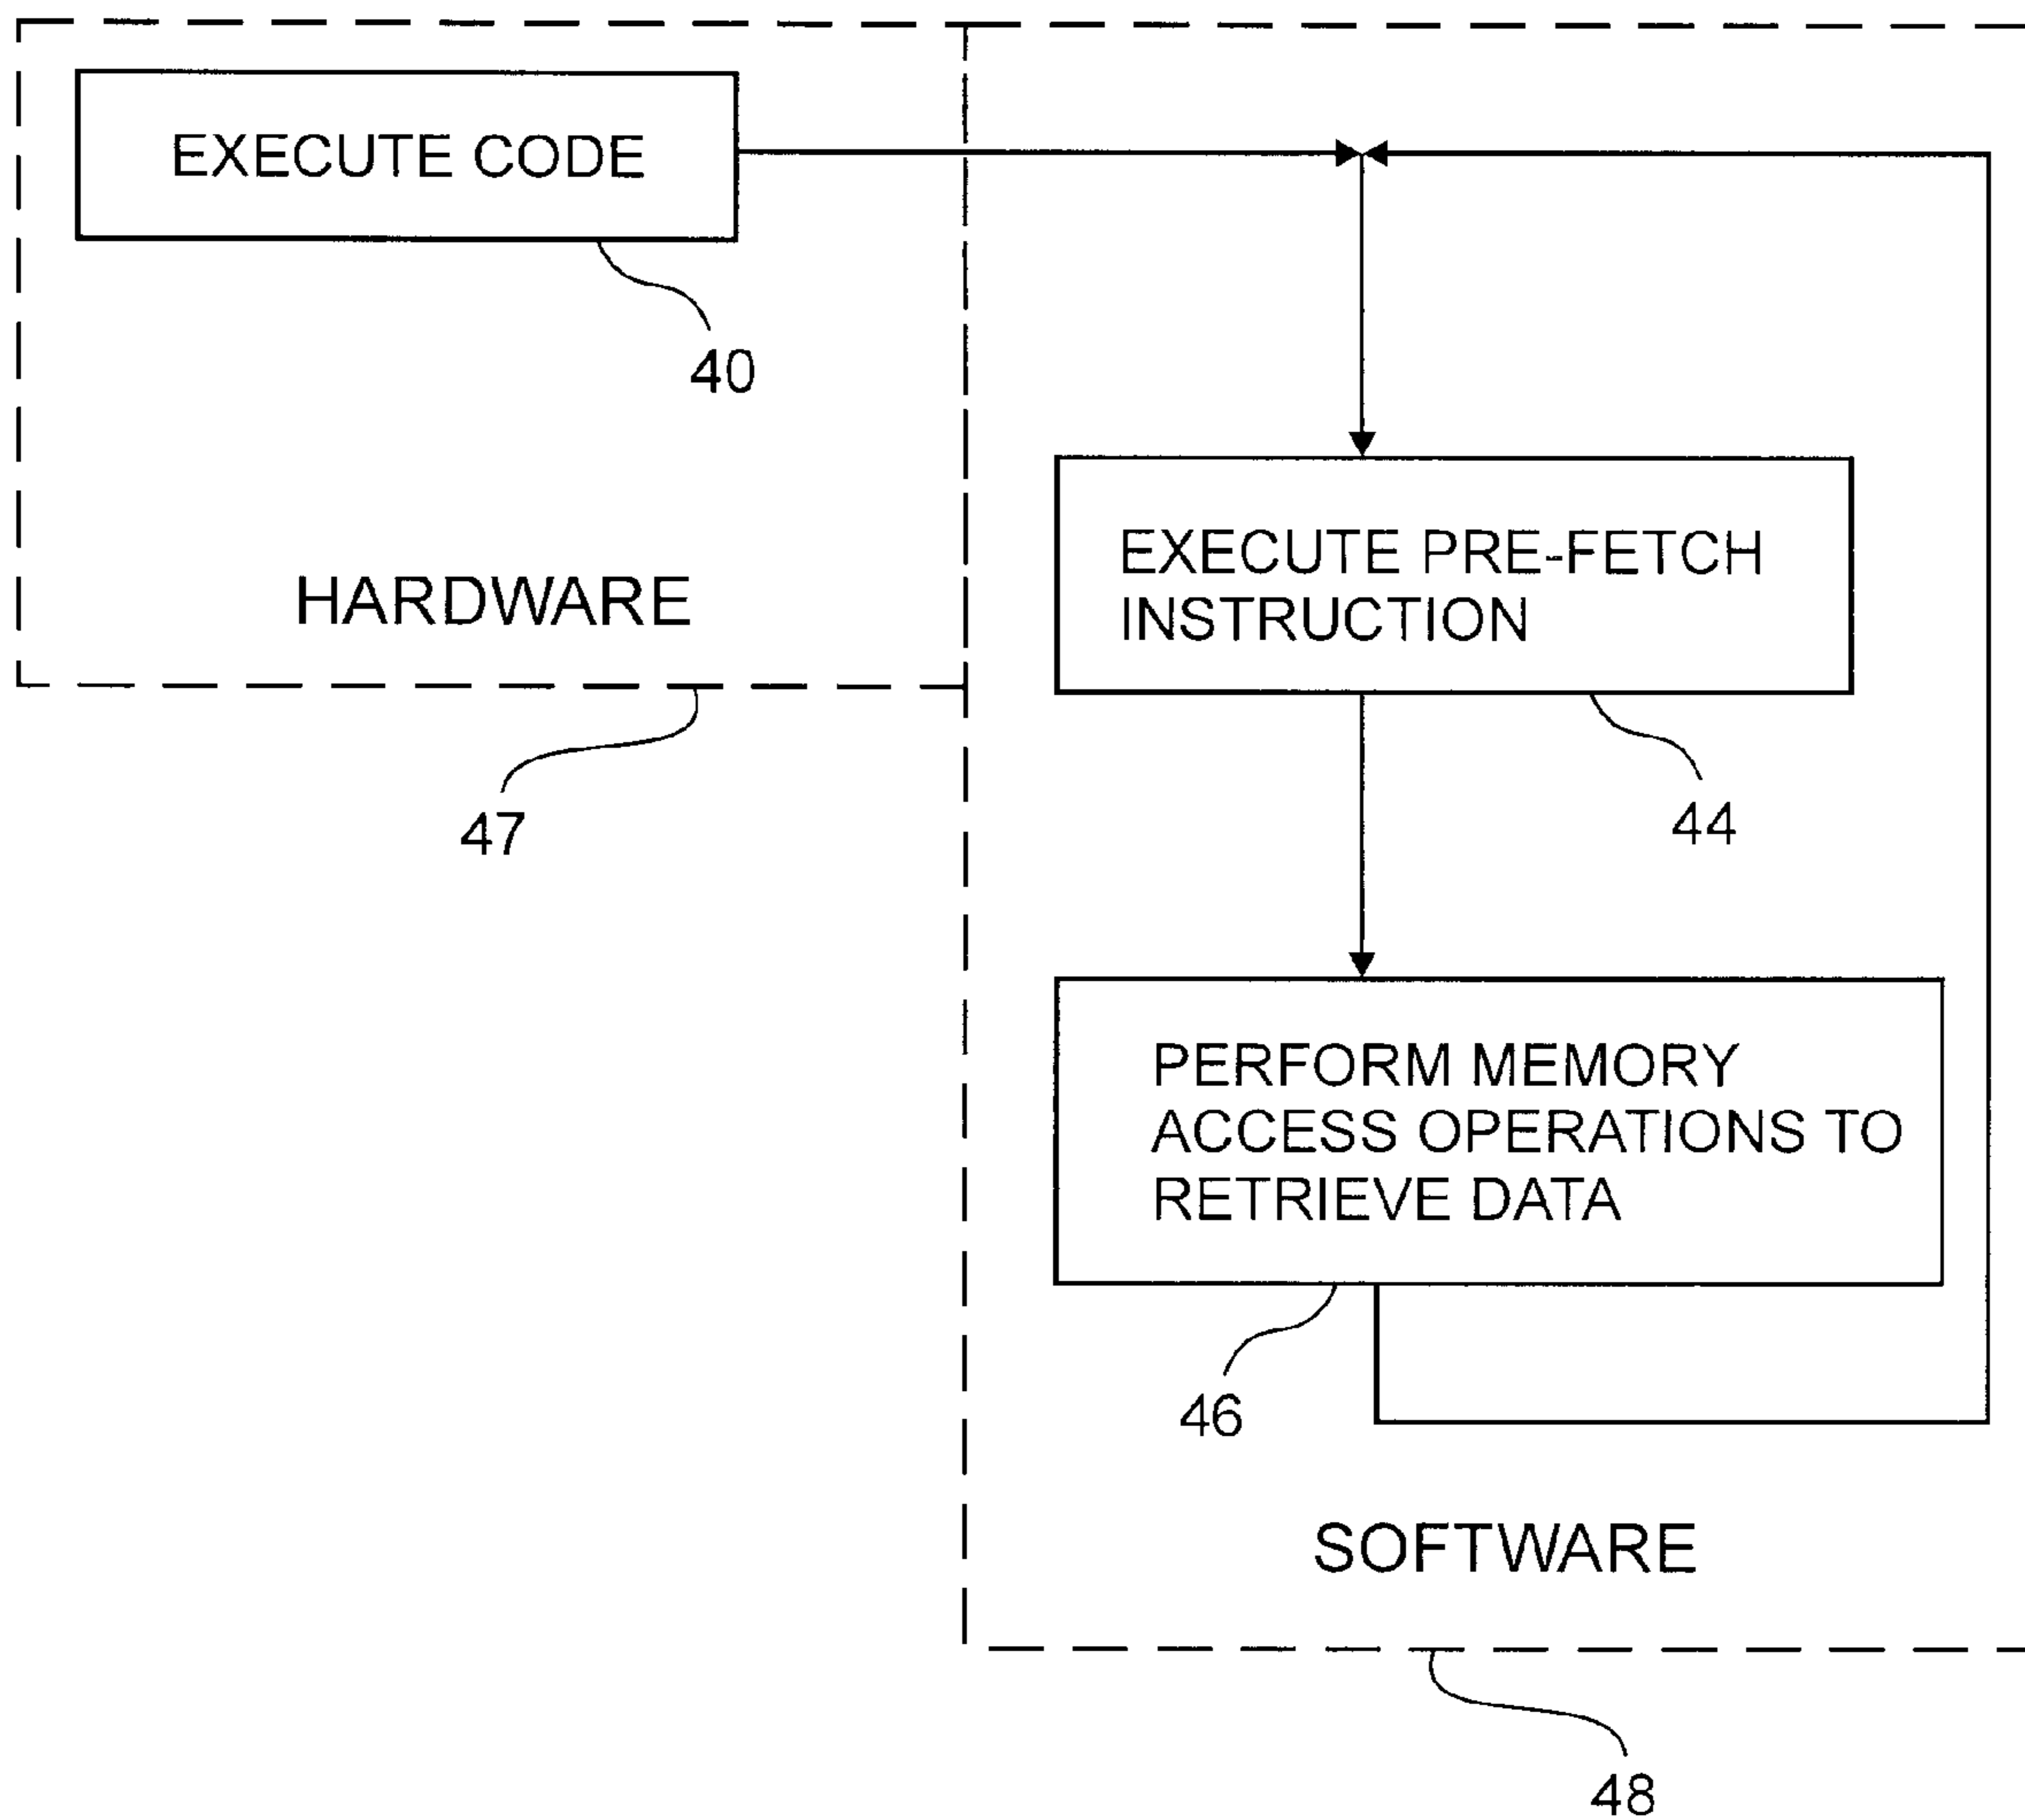 EXECUTE CODE
40
HARDWARE
47
EXECUTE PRE-FETCH
INSTRUCTION
44
PERFORM MEMORY
ACCESS OPERATIONS TO
RETRIEVE DATA
46
SOFTWARE
48